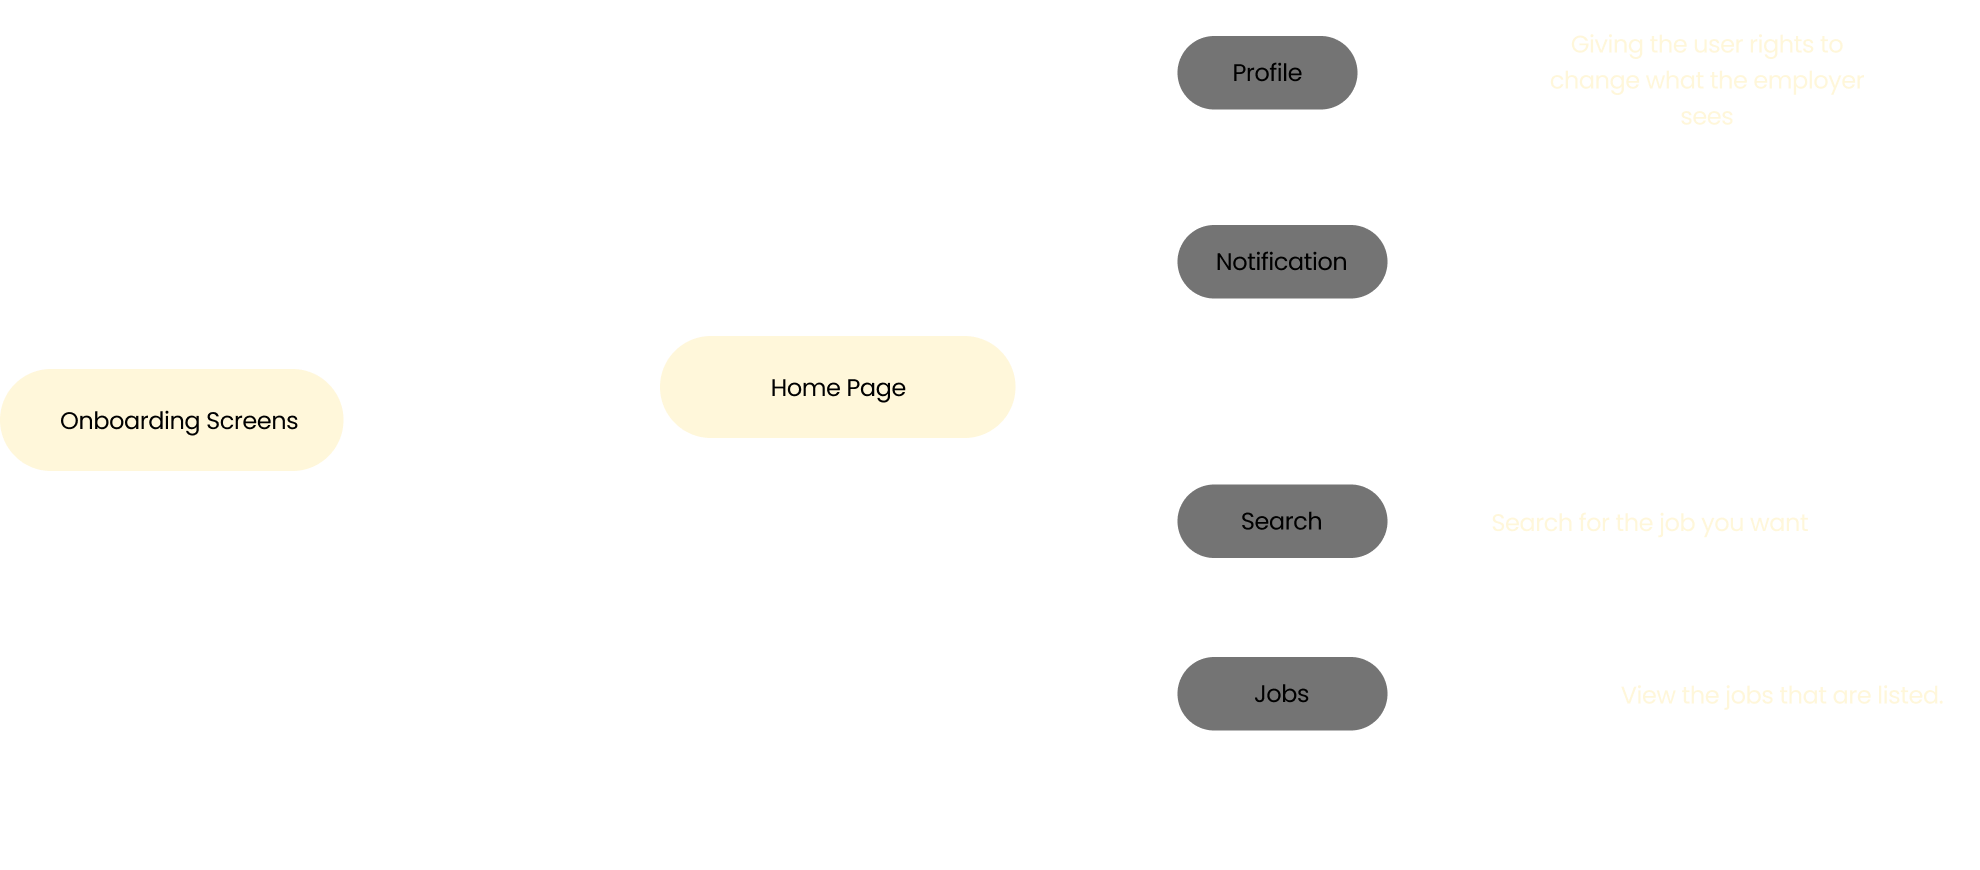 Onboarding Screens
Home Page
Profile
Giving the user rights to
change what the employer
sees
Notification
Search
Search for the job you want
Jobs
View the jobs that are listed.